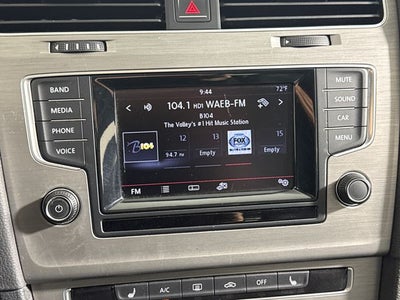 9:44 72°F
BAND
MEDIA
PHONE
VOICE
MUTE
SOUND
CAR
MENU
104.1 HD1 WAEB-FM
B104
The Valley's #1 Hit Music Station
12 13 15
B104
FOX
94.7 Empty Empty
FM
A/C OFF